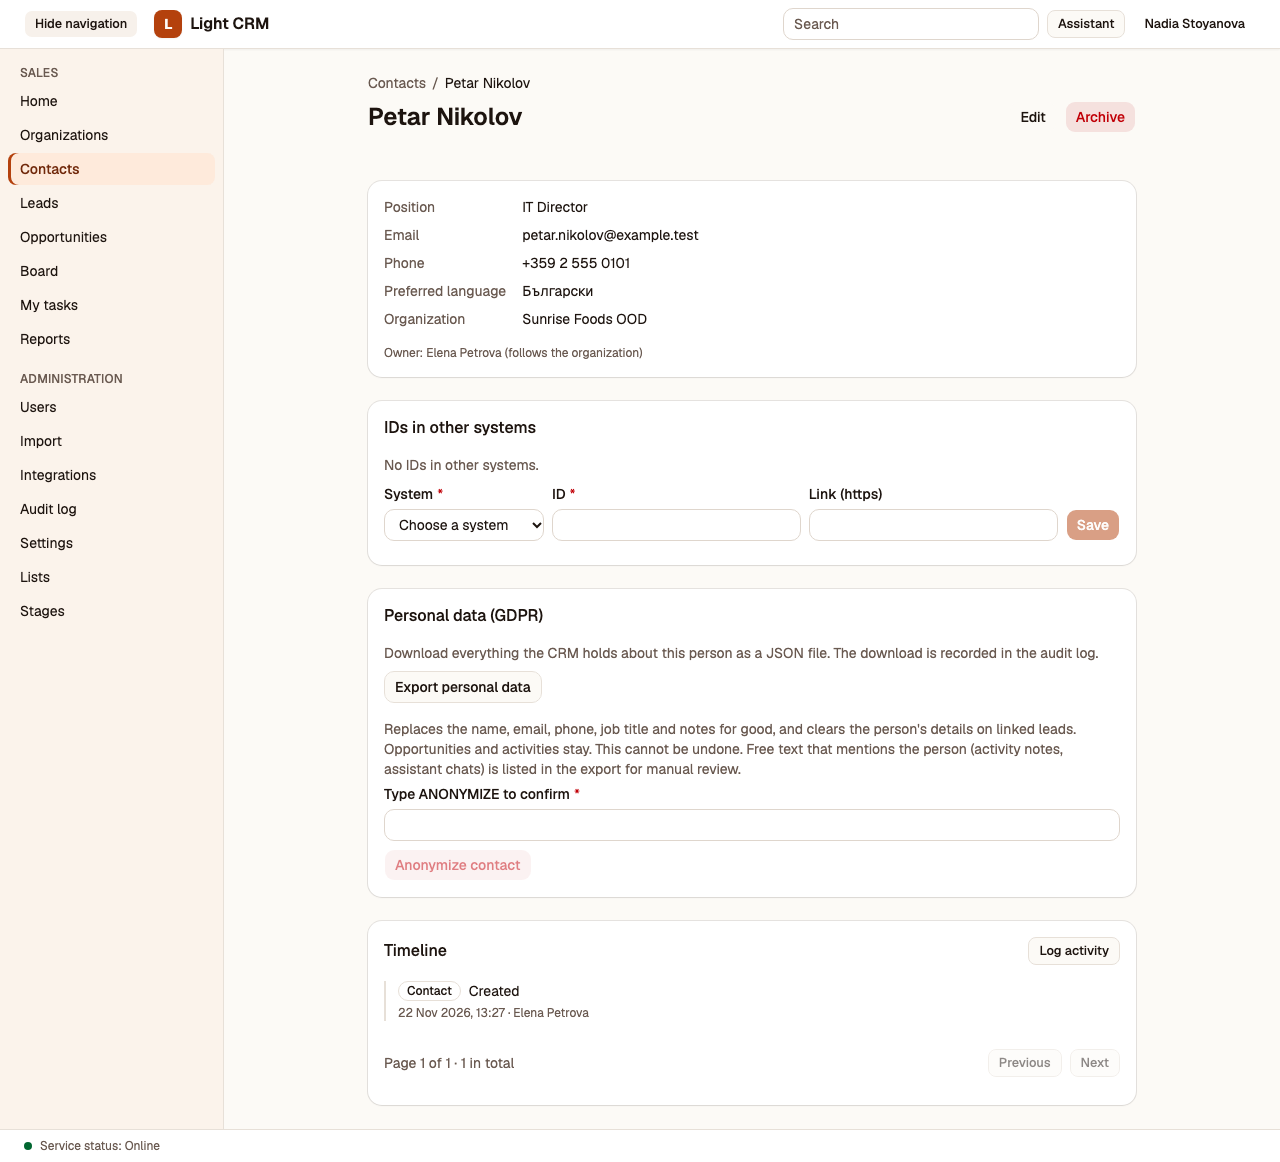 Hide navigation
L
Light CRM
Search
Assistant
Nadia Stoyanova
SALES
Home
Organizations
Contacts
Leads
Opportunities
Board
My tasks
Reports
ADMINISTRATION
Users
Import
Integrations
Audit log
Settings
Lists
Stages
Contacts / Petar Nikolov
Petar Nikolov
Edit
Archive
Position IT Director
Email petar.nikolov@example.test
Phone +359 2 555 0101
Preferred language Български
Organization Sunrise Foods OOD
Owner: Elena Petrova (follows the organization)
IDs in other systems
No IDs in other systems.
System * ID * Link (https)
Choose a system
Save
Personal data (GDPR)
Download everything the CRM holds about this person as a JSON file. The download is recorded in the audit log.
Export personal data
Replaces the name, email, phone, job title and notes for good, and clears the person's details on linked leads.
Opportunities and activities stay. This cannot be undone. Free text that mentions the person (activity notes,
assistant chats) is listed in the export for manual review.
Type ANONYMIZE to confirm *
Anonymize contact
Timeline
Log activity
Contact Created
22 Nov 2026, 13:27 · Elena Petrova
Page 1 of 1 · 1 in total
Previous
Next
Service status: Online